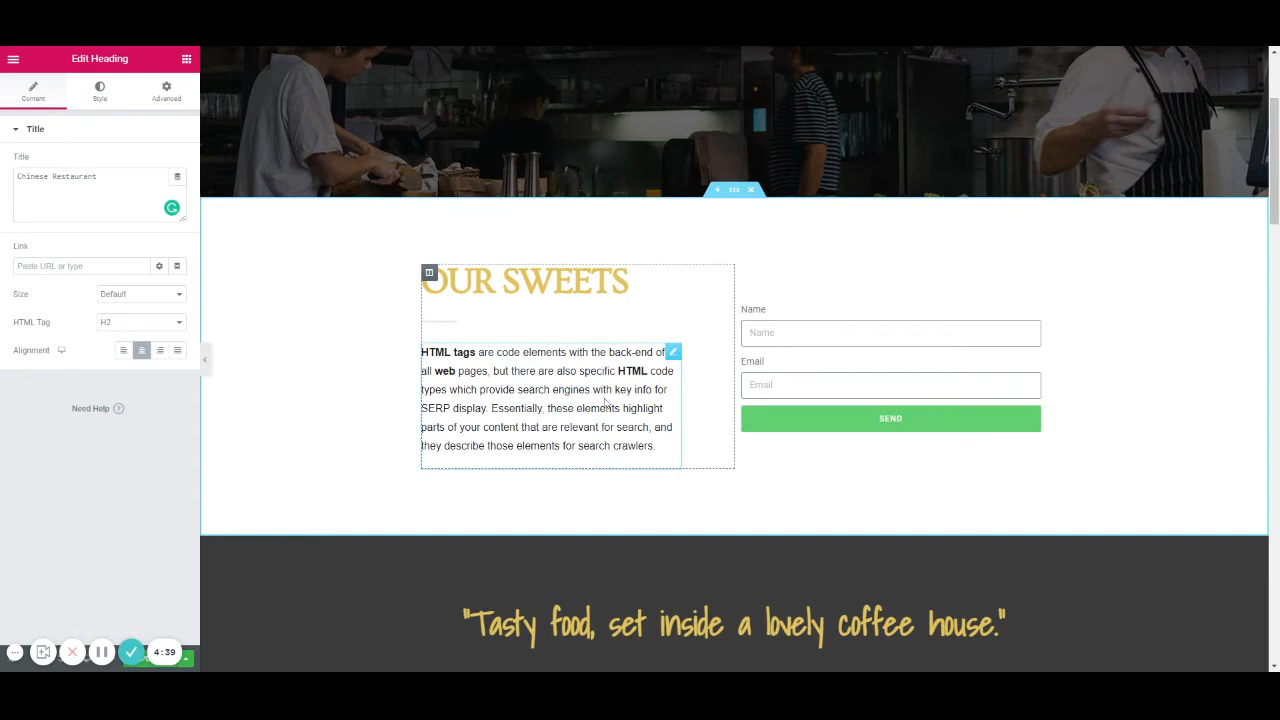 Edit Heading
Content
Style
Advanced
Title
Title
Chinese Restaurant
Link
Paste URL or type
Size
Default
HTML Tag
H2
Alignment
Need Help ?
4:39
OUR SWEETS
HTML tags are code elements with the back-end of
all web pages, but there are also specific HTML code
types which provide search engines with key info for
SERP display. Essentially, these elements highlight
parts of your content that are relevant for search, and
they describe those elements for search crawlers.
Name
Name
Email
Email
SEND
"Tasty food, set inside a lovely coffee house."